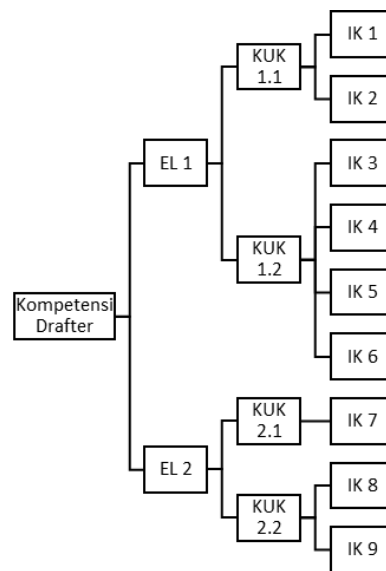 Kompetensi
Drafter
EL 1
KUK
1.1
IK 1
IK 2
KUK
1.2
IK 3
IK 4
IK 5
IK 6
EL 2
KUK
2.1
IK 7
KUK
2.2
IK 8
IK 9